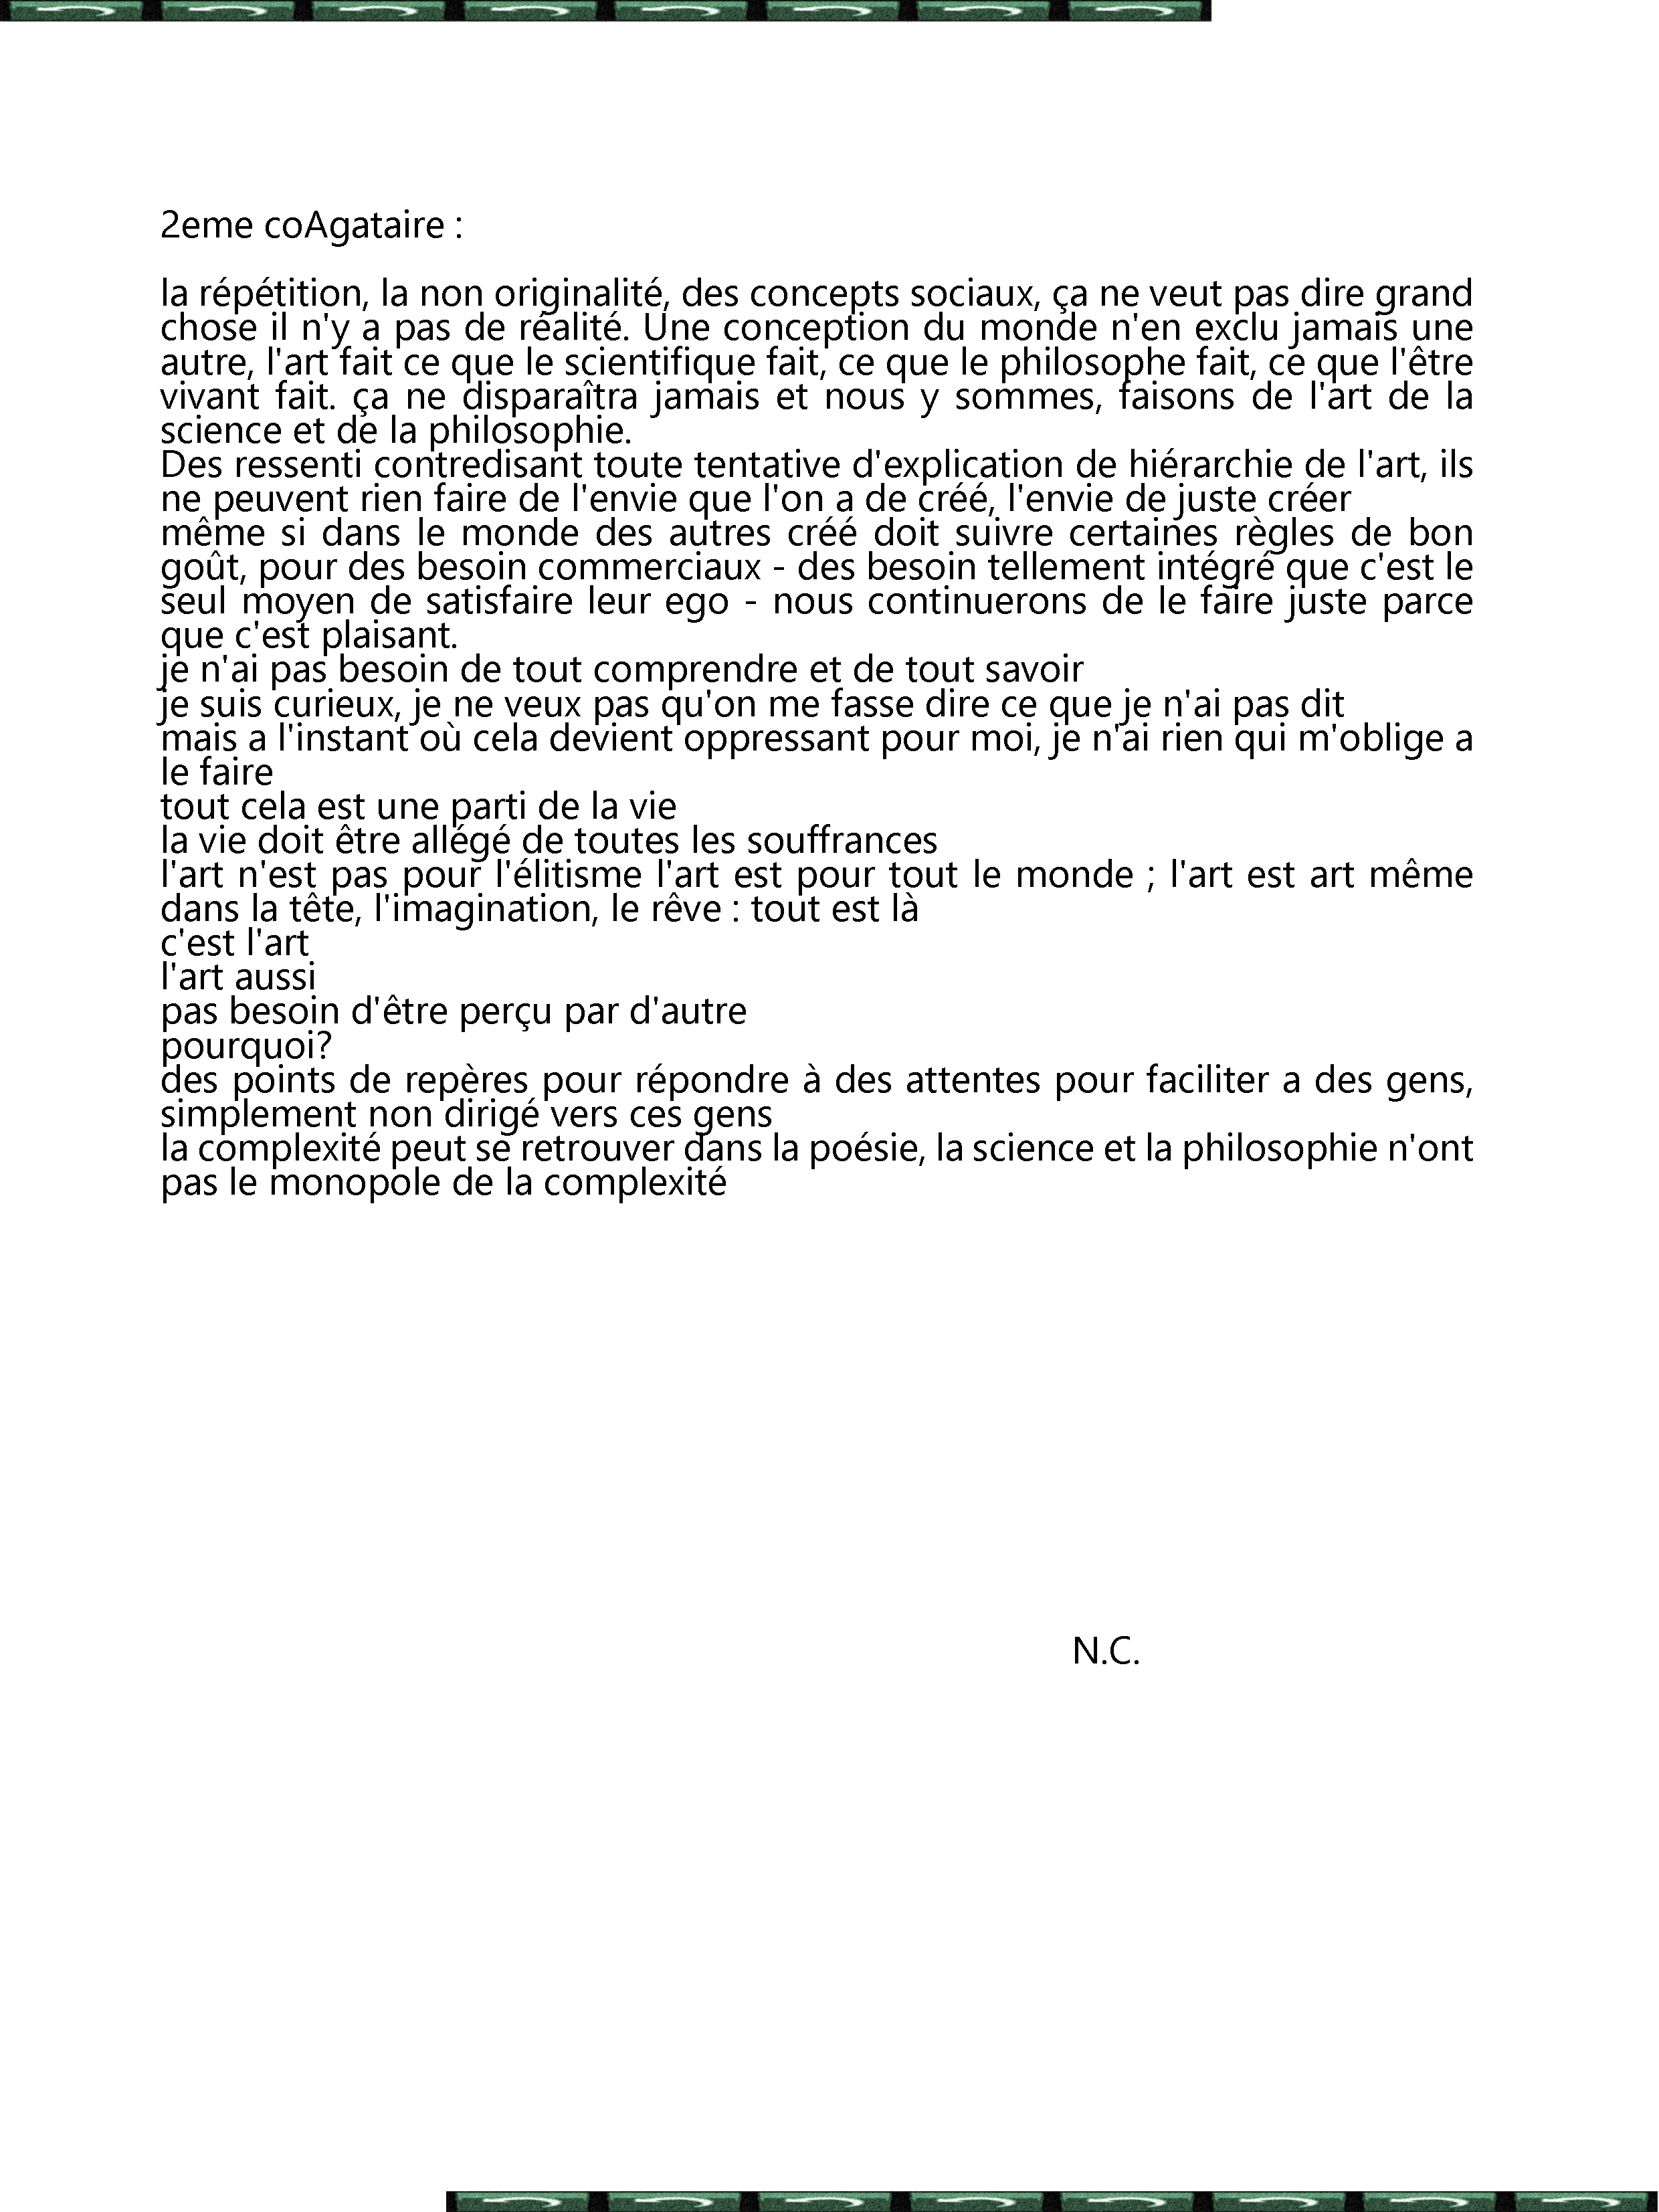 2eme coAgataire :
la répétition, la non originalité, des concepts sociaux, ça ne veut pas dire grand
chose il n'y a pas de réalité. Une conception du monde n'en exclu jamais une
autre, l'art fait ce que le scientifique fait, ce que le philosophe fait, ce que l'être
vivant fait. ça ne disparaîtra jamais et nous y sommes, faisons de l'art de la
science et de la philosophie.
Des ressenti contredisant toute tentative d'explication de hiérarchie de l'art, ils
ne peuvent rien faire de l'envie que l'on a de créé, l'envie de juste créer
même si dans le monde des autres créé doit suivre certaines règles de bon
goût, pour des besoin commerciaux - des besoin tellement intégré que c'est le
seul moyen de satisfaire leur ego - nous continuerons de le faire juste parce
que c'est plaisant.
je n'ai pas besoin de tout comprendre et de tout savoir
je suis curieux, je ne veux pas qu'on me fasse dire ce que je n'ai pas dit
mais a l'instant où cela devient oppressant pour moi, je n'ai rien qui m'oblige a
le faire
tout cela est une parti de la vie
la vie doit être allégé de toutes les souffrances
l'art n'est pas pour l'élitisme l'art est pour tout le monde ; l'art est art même
dans la tête, l'imagination, le rêve : tout est là
c'est l'art
l'art aussi
pas besoin d'être perçu par d'autre
pourquoi?
des points de repères pour répondre à des attentes pour faciliter a des gens,
simplement non dirigé vers ces gens
la complexité peut se retrouver dans la poésie, la science et la philosophie n'ont
pas le monopole de la complexité
N.C.